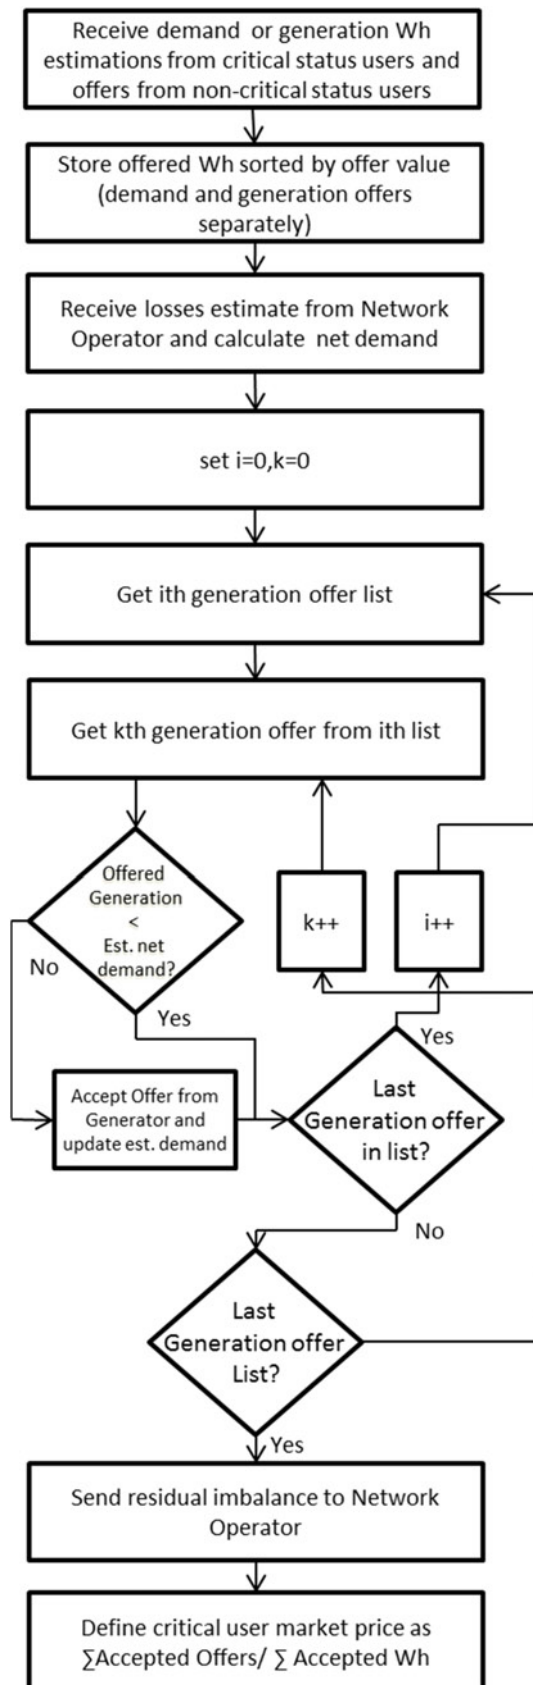 Receive demand or generation Wh
estimations from critical status users and
offers from non-critical status users
Store offered Wh sorted by offer value
(demand and generation offers
separately)
Receive losses estimate from Network
Operator and calculate net demand
set i=0,k=0
Get ith generation offer list
Get kth generation offer from ith list
Offered
Generation
<
Est. net
demand?
No
Yes
k++
i++
Yes
Accept Offer from
Generator and
update est. demand
Last
Generation offer
in list?
No
Last
Generation offer
List?
Yes
Send residual imbalance to Network
Operator
Define critical user market price as
∑Accepted Offers/ ∑ Accepted Wh